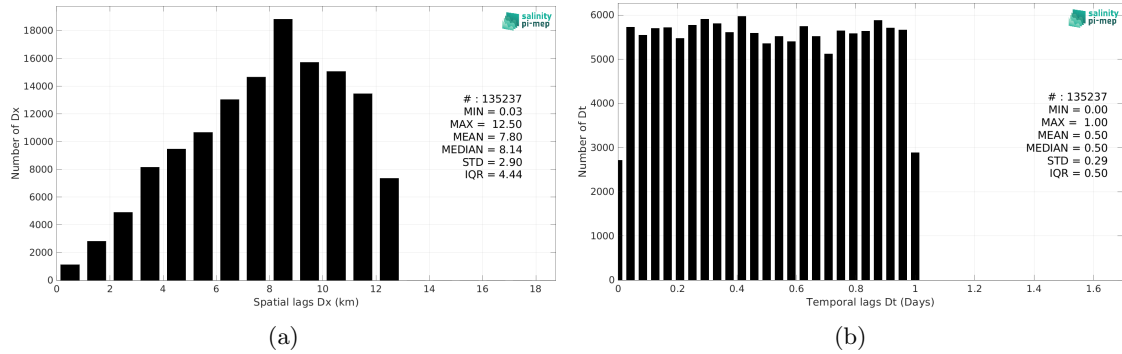 salinity
pi-mep
18000
16000
14000
12000
10000
8000
6000
4000
2000
0
Number of Dx
# : 135237
MIN = 0.03
MAX = 12.50
MEAN = 7.80
MEDIAN = 8.14
STD = 2.90
IQR = 4.44
0 2 4 6 8 10 12 14 16 18
Spatial lags Dx (km)
(a)
salinity
pi-mep
6000
5000
4000
3000
2000
1000
0
Number of Dt
# : 135237
MIN = 0.00
MAX = 1.00
MEAN = 0.50
MEDIAN = 0.50
STD = 0.29
IQR = 0.50
0 0.2 0.4 0.6 0.8 1 1.2 1.4 1.6
Temporal lags Dt (Days)
(b)